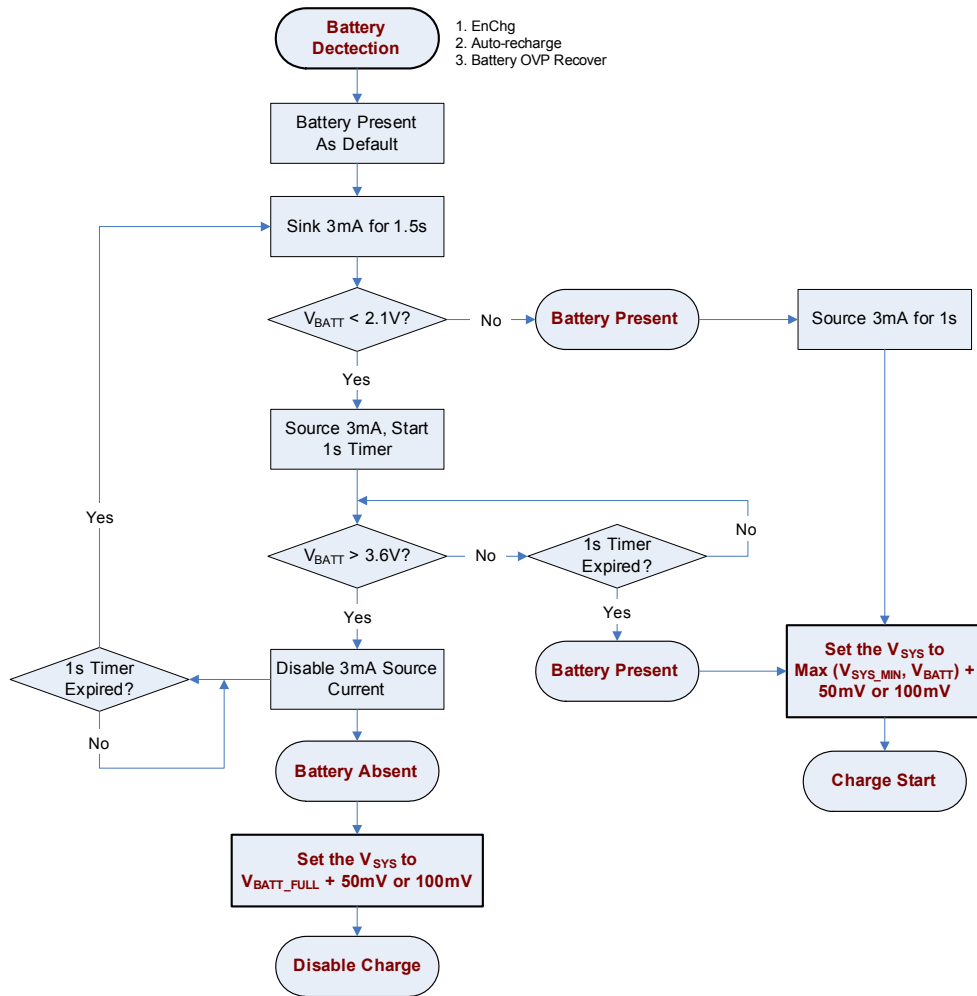 Battery
Dectection
1. EnChg
2. Auto-recharge
3. Battery OVP Recover
Battery Present
As Default
Sink 3mA for 1.5s
VBATT < 2.1V?
No
Battery Present
Source 3mA for 1s
Yes
Source 3mA, Start
1s Timer
Yes
VBATT > 3.6V?
No
1s Timer
Expired?
No
Yes
Yes
1s Timer
Expired?
No
Disable 3mA Source
Current
Battery Present
Set the VSYS to
Max (VSYS_MIN, VBATT) +
50mV or 100mV
Battery Absent
Charge Start
Set the VSYS to
VBATT_FULL + 50mV or 100mV
Disable Charge